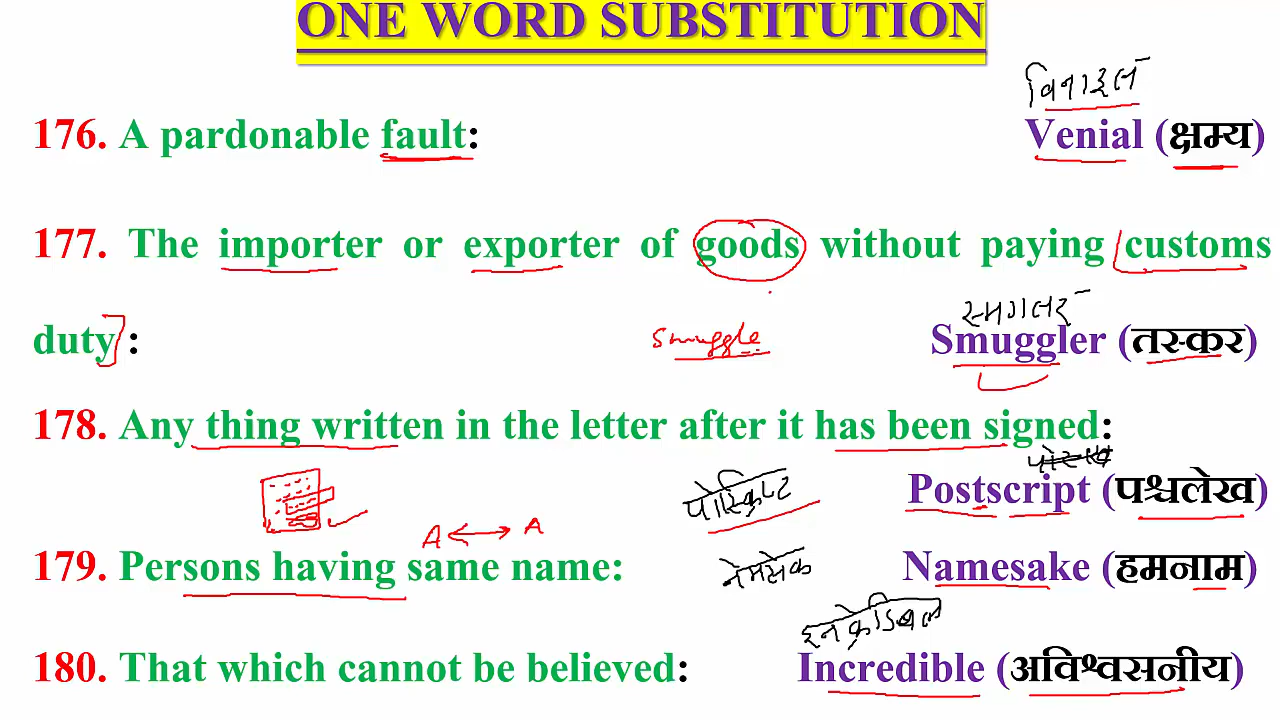 ONE WORD SUBSTITUTION
विनाइल
176. A pardonable fault: Venial (क्षम्य)
177. The importer or exporter of goods without paying customs
स्मगलर
duty : Smuggle Smuggler (तस्कर)
178. Any thing written in the letter after it has been signed:
Postscript (पश्चलेख)
A ↔ A
179. Persons having same name: नेमसेक Namesake (हमनाम)
इनक्रेडिबल
180. That which cannot be believed: Incredible (अविश्वसनीय)